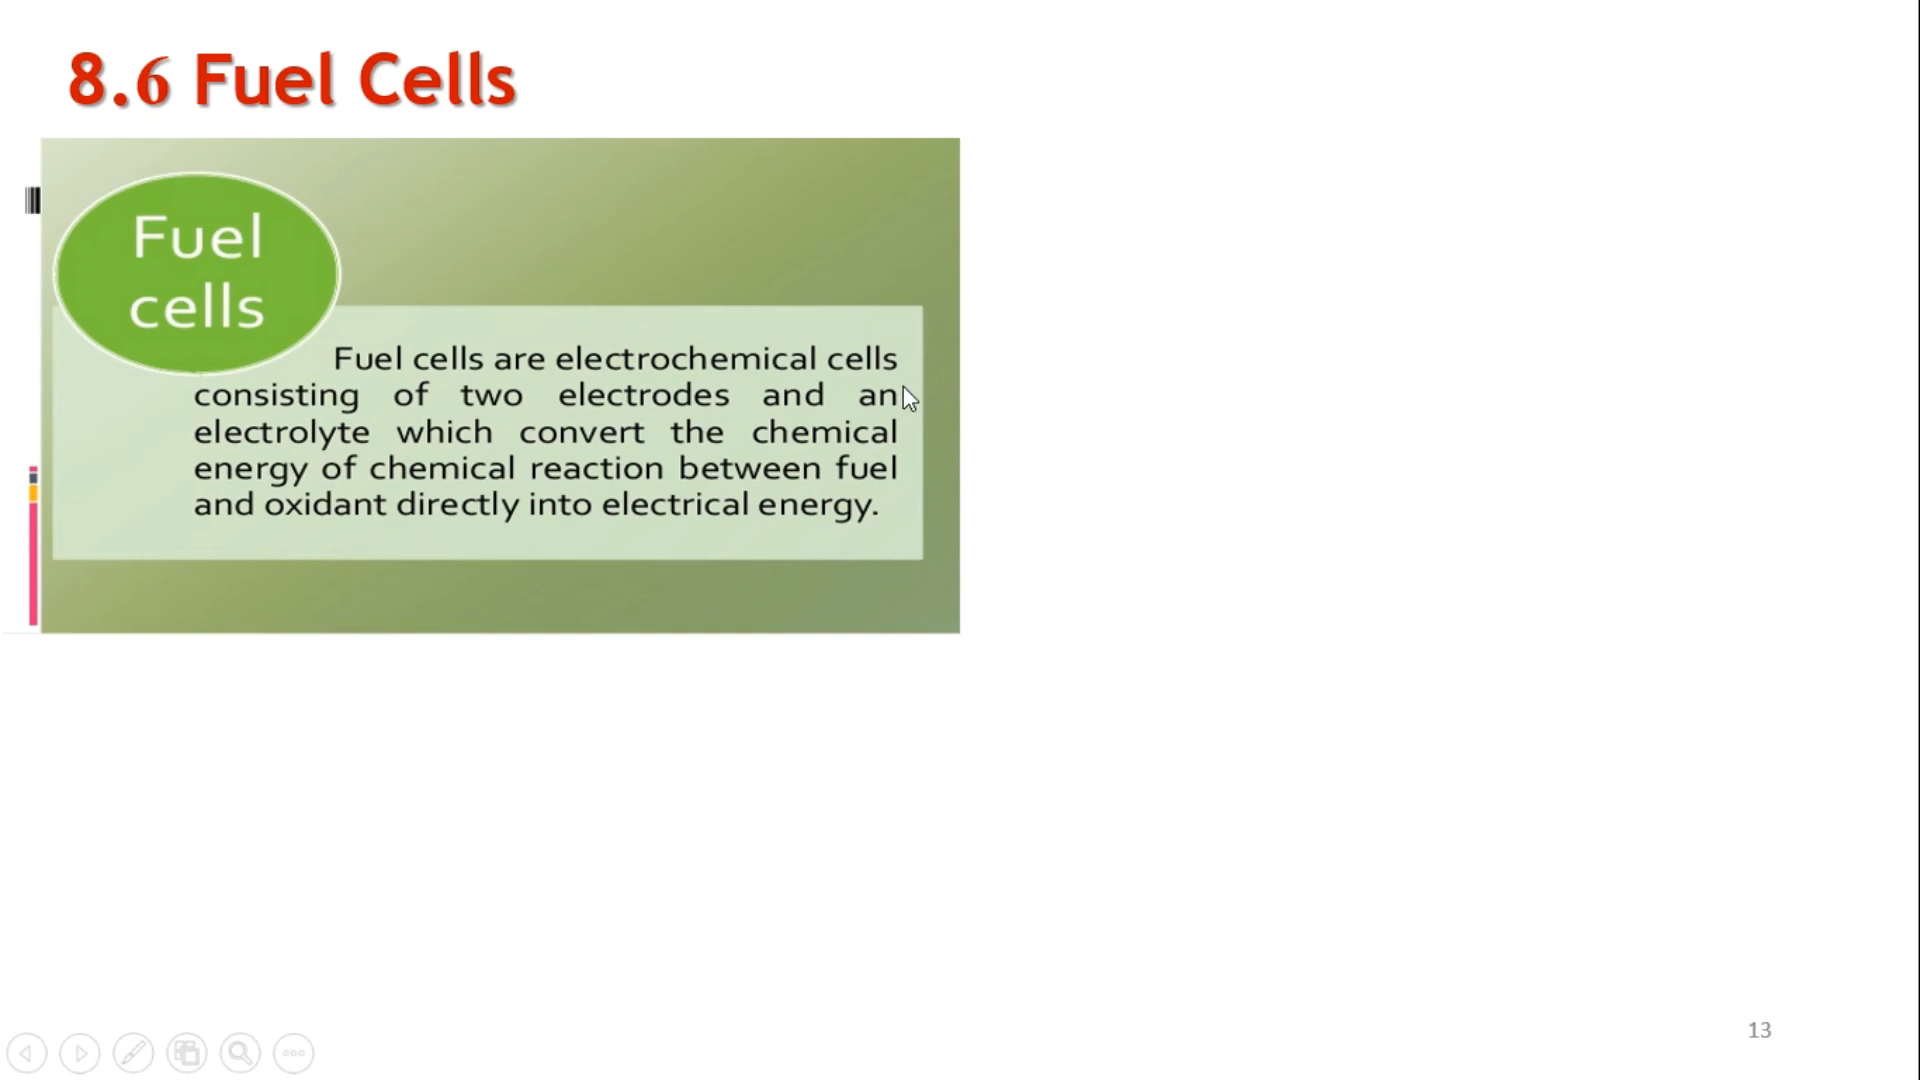 8.6 Fuel Cells
Fuel
cells
Fuel cells are electrochemical cells
consisting of two electrodes and an
electrolyte which convert the chemical
energy of chemical reaction between fuel
and oxidant directly into electrical energy.
13